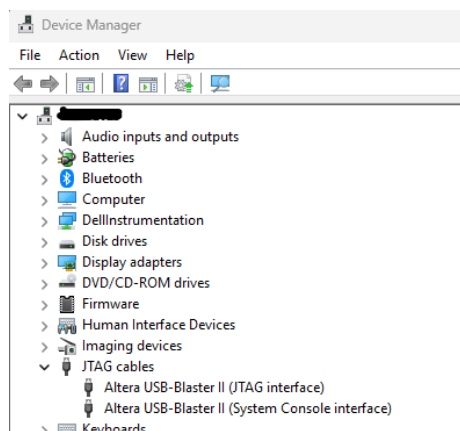 Device Manager
File Action View Help
Audio inputs and outputs
Batteries
Bluetooth
Computer
DellInstrumentation
Disk drives
Display adapters
DVD/CD-ROM drives
Firmware
Human Interface Devices
Imaging devices
JTAG cables
Altera USB-Blaster II (JTAG interface)
Altera USB-Blaster II (System Console interface)
Keyboards